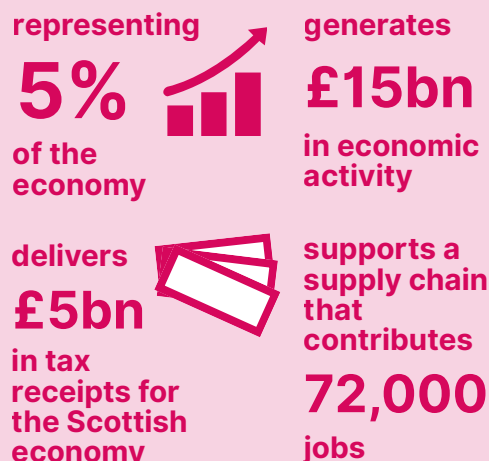 representing
5%
of the
economy
generates
£15bn
in economic
activity
delivers
£5bn
in tax
receipts for
the Scottish
economy
supports a
supply chain
that
contributes
72,000
jobs